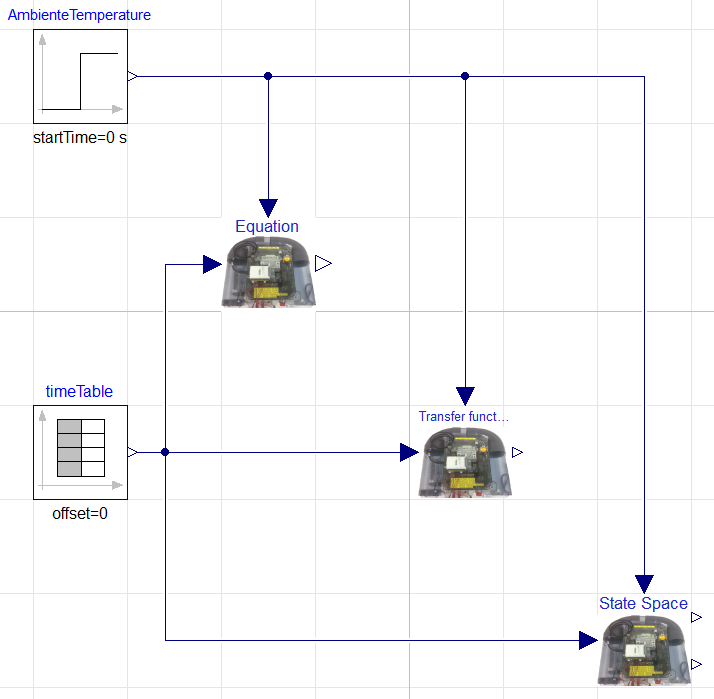 AmbienteTemperature
startTime=0 s
Equation
timeTable
Transfer funct...
offset=0
State Space